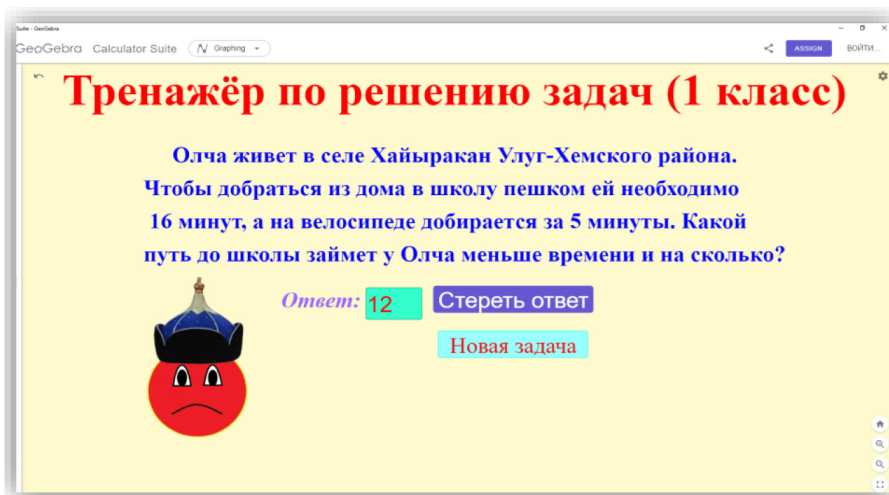 Suite - GeoGebra
GeoGebra Calculator Suite Graphing ASSIGN ВОЙТИ...
Тренажёр по решению задач (1 класс)
Олча живет в селе Хайыракан Улуг-Хемского района.
Чтобы добраться из дома в школу пешком ей необходимо
16 минут, а на велосипеде добирается за 5 минуты. Какой
путь до школы займет у Олча меньше времени и на сколько?
Ответ: 12 Стереть ответ
Новая задача